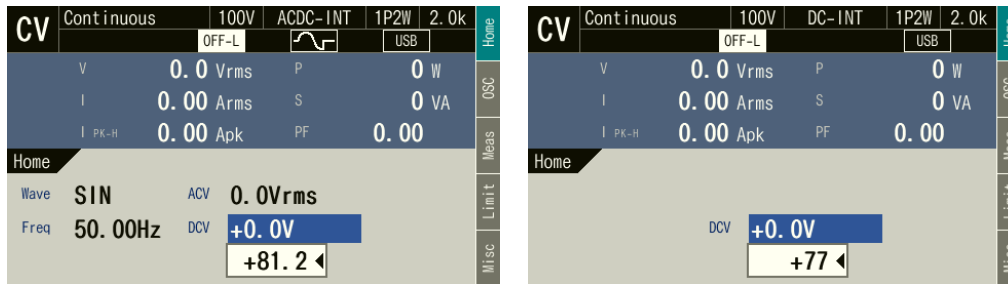 CV Continuous 100V ACDC-INT 1P2W 2.0k
OFF-L USB
V 0.0 Vrms P 0 W
I 0.00 Arms S 0 VA
I PK-H 0.00 Apk PF 0.00
Home
Wave SIN ACV 0.0Vrms
Freq 50.00Hz DCV +0.0V
+81.2
Home
OSC
Meas
Limit
Misc
CV Continuous 100V DC-INT 1P2W 2.0k
OFF-L USB
V 0.0 Vrms P 0 W
I 0.00 Arms S 0 VA
I PK-H 0.00 Apk PF 0.00
Home
DCV +0.0V
+77